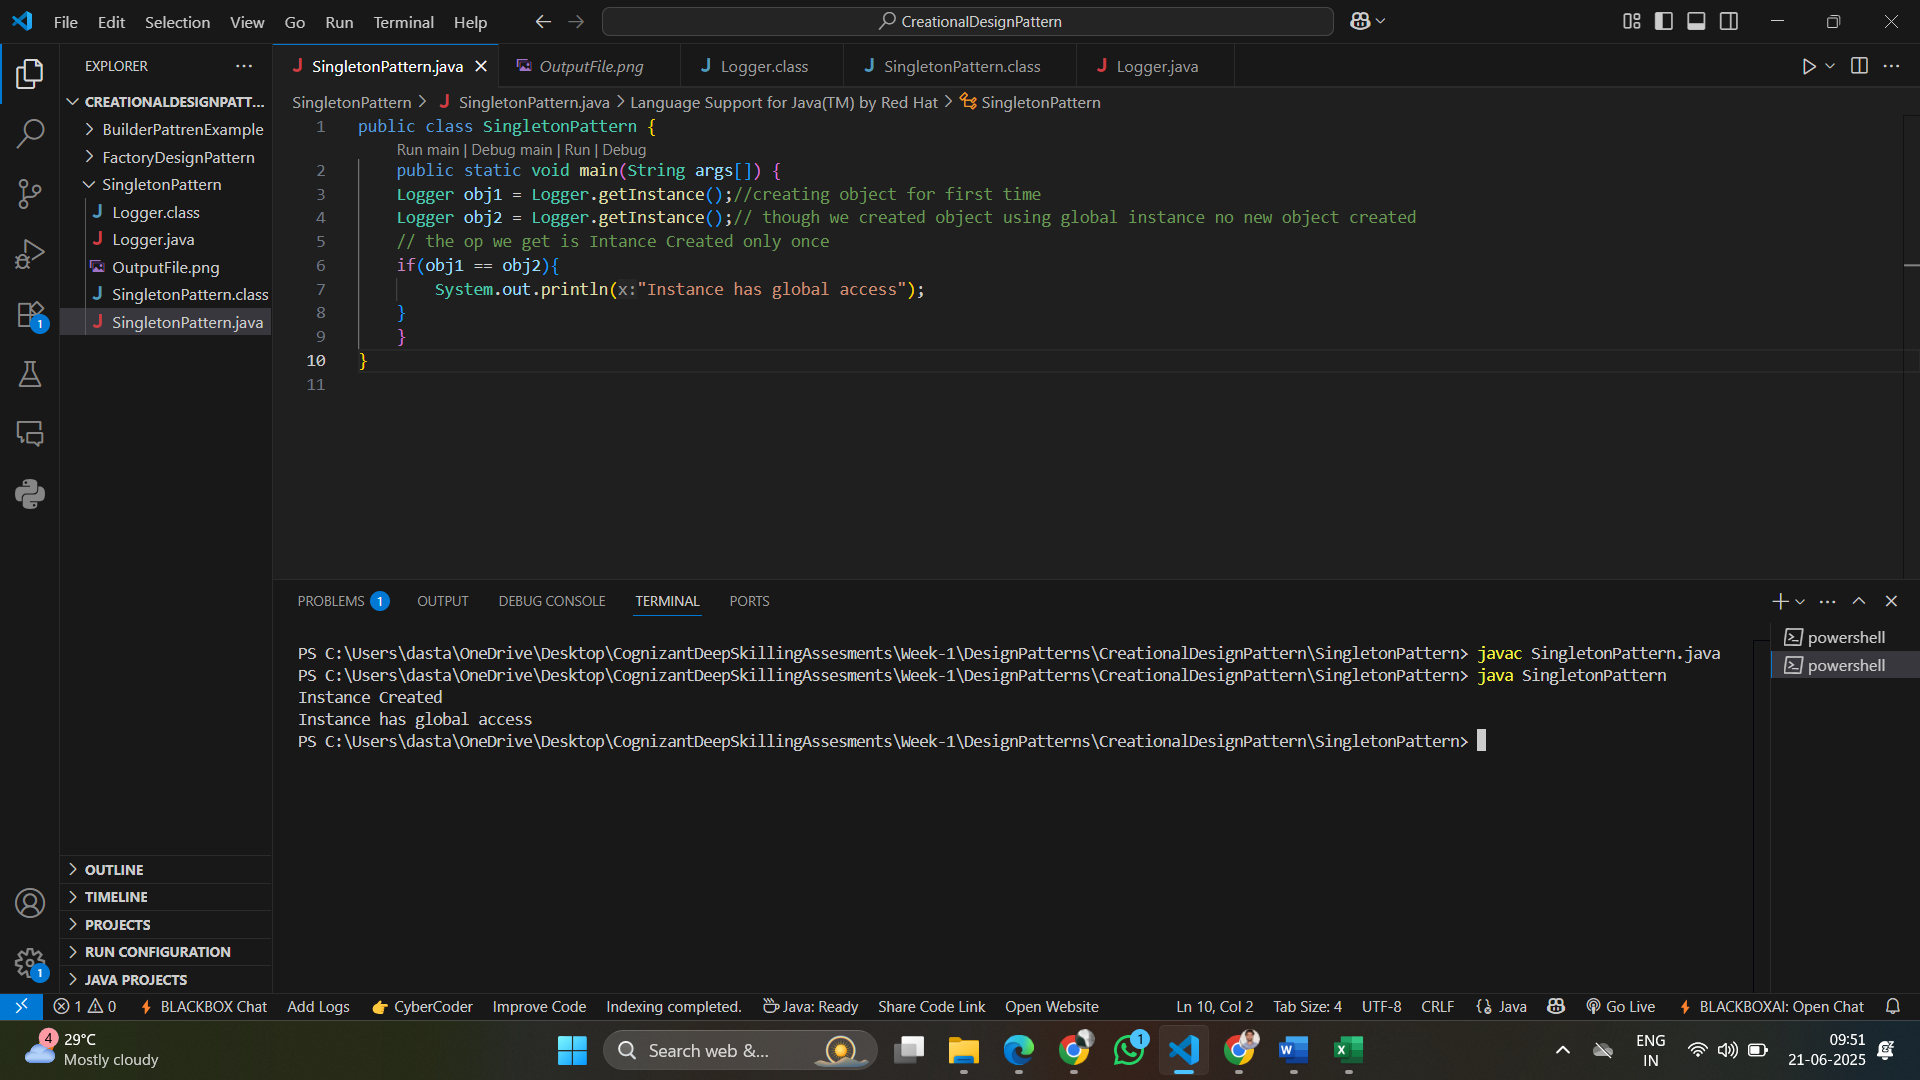 File Edit Selection View Go Run Terminal Help
CreationalDesignPattern
EXPLORER
CREATIONALDESIGNPATT...
BuilderPattrenExample
FactoryDesignPattern
SingletonPattern
Logger.class
Logger.java
OutputFile.png
SingletonPattern.class
SingletonPattern.java
OUTLINE
TIMELINE
PROJECTS
RUN CONFIGURATION
JAVA PROJECTS
1
1
SingletonPattern.java OutputFile.png Logger.class SingletonPattern.class Logger.java
SingletonPattern > SingletonPattern.java > Language Support for Java(TM) by Red Hat > SingletonPattern
1 public class SingletonPattern {
Run main | Debug main | Run | Debug
2 public static void main(String args[]) {
3 Logger obj1 = Logger.getInstance();//creating object for first time
4 Logger obj2 = Logger.getInstance();// though we created object using global instance no new object created
5 // the op we get is Intance Created only once
6 if(obj1 == obj2){
7 System.out.println(x:"Instance has global access");
8 }
9 }
10 }
11
PROBLEMS 1 OUTPUT DEBUG CONSOLE TERMINAL PORTS
PS C:\Users\dasta\OneDrive\Desktop\CognizantDeepSkillingAssesments\Week-1\DesignPatterns\CreationalDesignPattern\SingletonPattern> javac SingletonPattern.java
PS C:\Users\dasta\OneDrive\Desktop\CognizantDeepSkillingAssesments\Week-1\DesignPatterns\CreationalDesignPattern\SingletonPattern> java SingletonPattern
Instance Created
Instance has global access
PS C:\Users\dasta\OneDrive\Desktop\CognizantDeepSkillingAssesments\Week-1\DesignPatterns\CreationalDesignPattern\SingletonPattern>
powershell
powershell
1 0 BLACKBOX Chat Add Logs CyberCoder Improve Code Indexing completed. Java: Ready Share Code Link Open Website Ln 10, Col 2 Tab Size: 4 UTF-8 CRLF Java Go Live BLACKBOXAI: Open Chat
4 29°C
Mostly cloudy
Search web &...
1
ENG
IN
09:51
21-06-2025